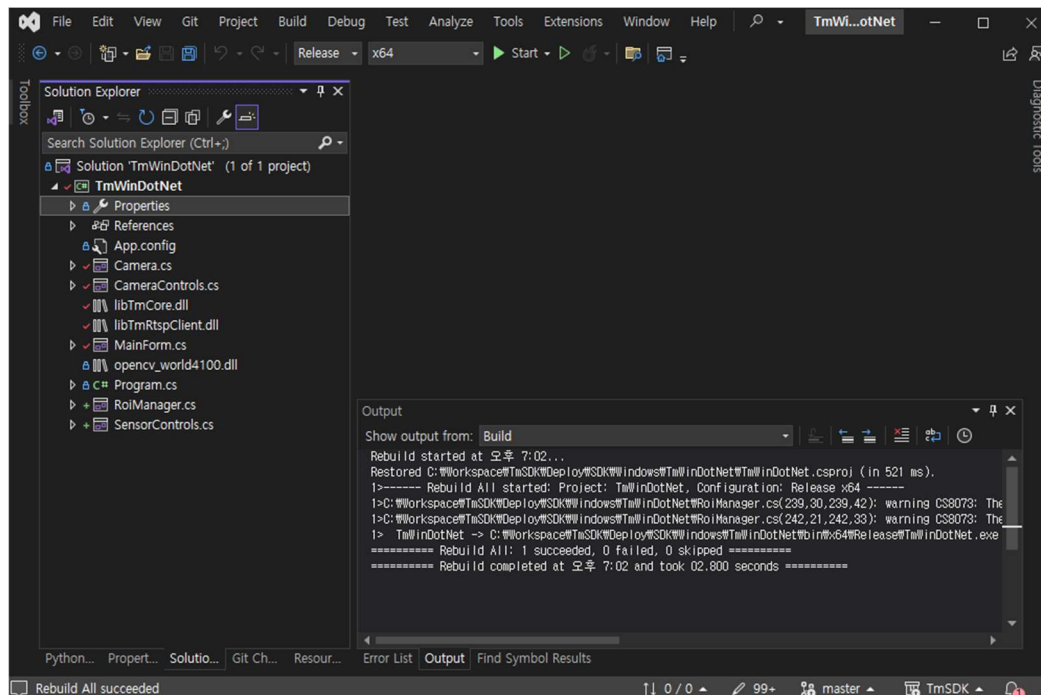 File Edit View Git Project Build Debug Test Analyze Tools Extensions Window Help TmWi...otNet
Release x64 Start
Toolbox
Solution Explorer
Search Solution Explorer (Ctrl+;)
Solution 'TmWinDotNet' (1 of 1 project)
C# TmWinDotNet
Properties
References
App.config
Camera.cs
CameraControls.cs
libTmCore.dll
libTmRtspClient.dll
MainForm.cs
opencv_world4100.dll
C# Program.cs
RoiManager.cs
SensorControls.cs
Python... Propert... Solutio... Git Ch... Resour...
Diagnostic Tools
Output
Show output from: Build
Rebuild started at 오후 7:02...
Restored C:₩Workspace₩TmSDK₩Deploy₩SDK₩Windows₩TmWinDotNet₩TmWinDotNet.csproj (in 521 ms).
1>------ Rebuild All started: Project: TmWinDotNet, Configuration: Release x64 ------
1>C:₩Workspace₩TmSDK₩Deploy₩SDK₩Windows₩TmWinDotNet₩RoiManager.cs(239,30,239,42): warning CS8073: The
1>C:₩Workspace₩TmSDK₩Deploy₩SDK₩Windows₩TmWinDotNet₩RoiManager.cs(242,21,242,33): warning CS8073: The
1> TmWinDotNet -> C:₩Workspace₩TmSDK₩Deploy₩SDK₩Windows₩TmWinDotNet₩bin₩x64₩Release₩TmWinDotNet.exe
========== Rebuild All: 1 succeeded, 0 failed, 0 skipped ==========
========== Rebuild completed at 오후 7:02 and took 02.800 seconds ==========
Error List Output Find Symbol Results
Rebuild All succeeded 0 / 0 99+ master TmSDK